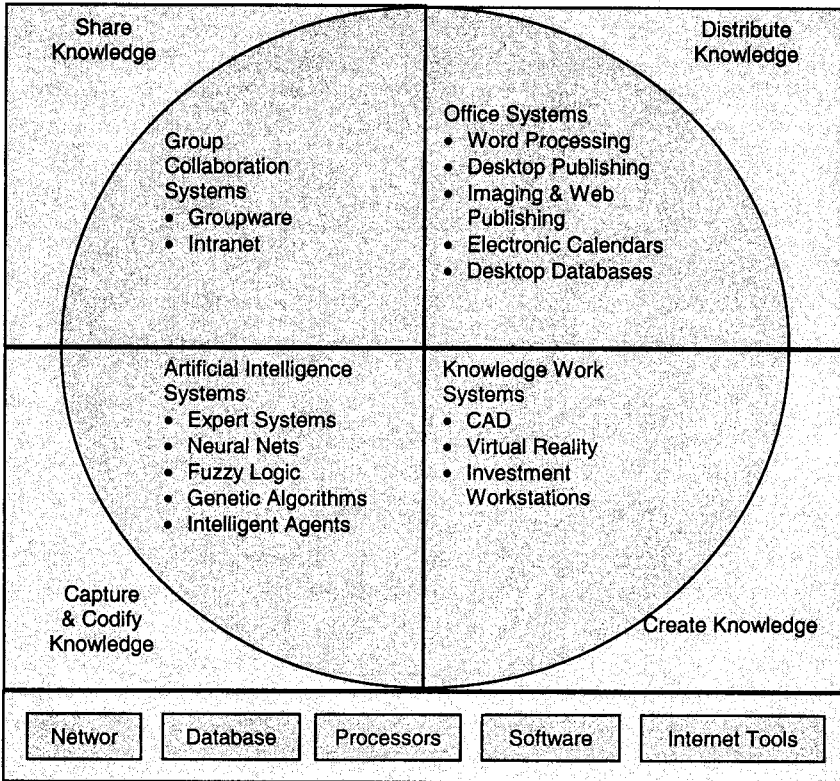 Share
Knowledge
Distribute
Knowledge
Group
Collaboration
Systems
• Groupware
• Intranet
Office Systems
• Word Processing
• Desktop Publishing
• Imaging & Web
Publishing
• Electronic Calendars
• Desktop Databases
Artificial Intelligence
Systems
• Expert Systems
• Neural Nets
• Fuzzy Logic
• Genetic Algorithms
• Intelligent Agents
Knowledge Work
Systems
• CAD
• Virtual Reality
• Investment
Workstations
Capture
& Codify
Knowledge
Create Knowledge
Networ
Database
Processors
Software
Internet Tools